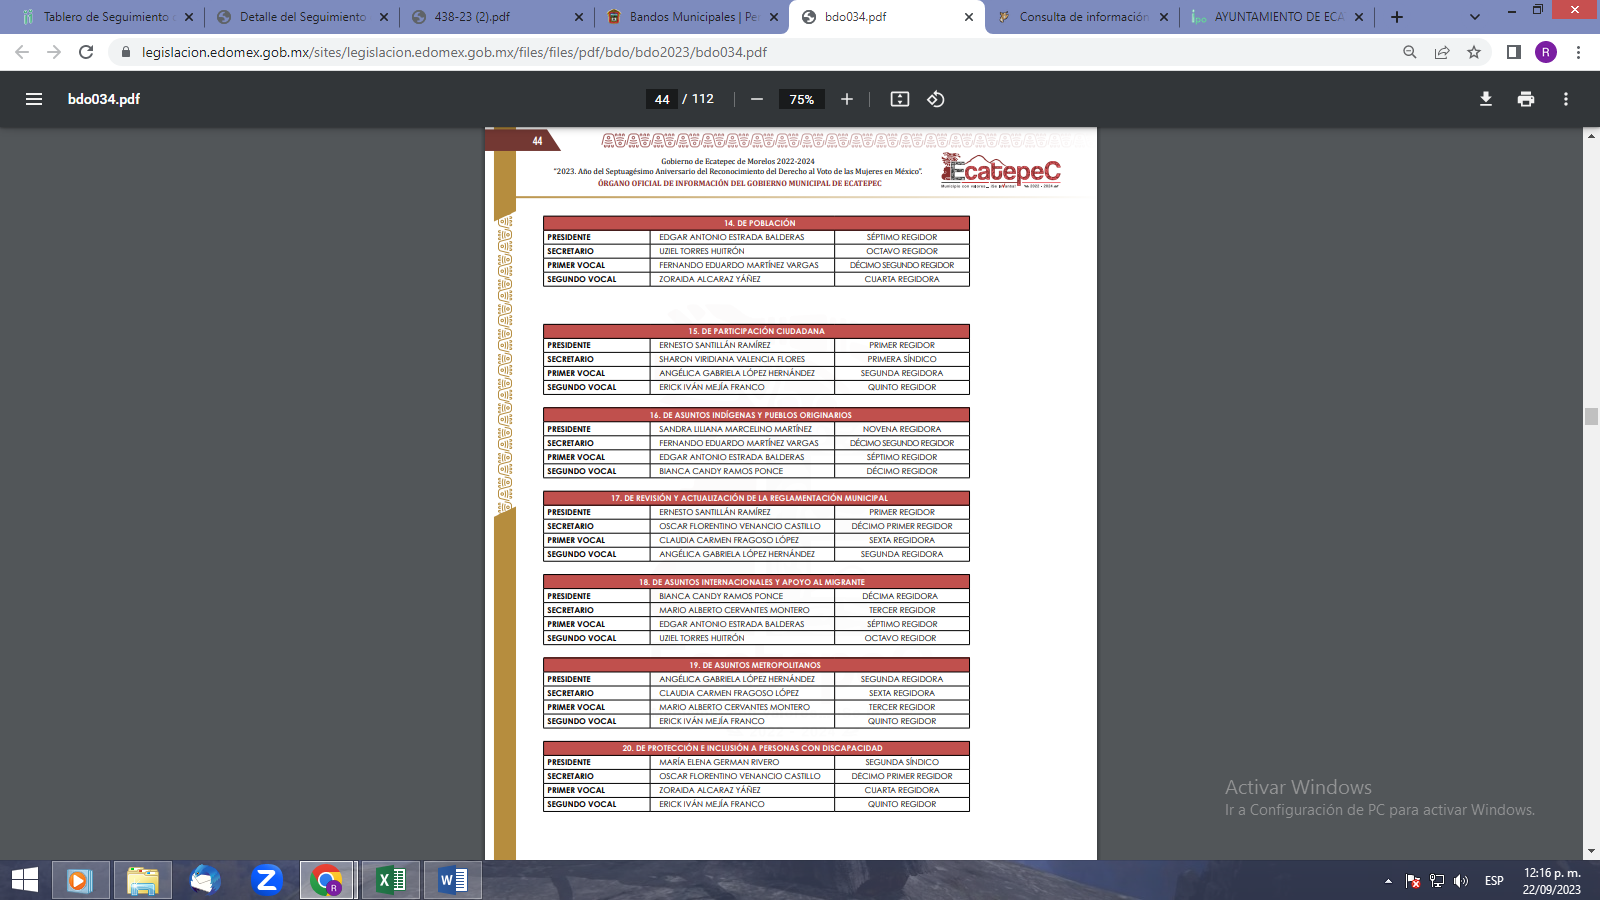 Tablero de Seguimiento
Detalle del Seguimiento
438-23 (2).pdf
Bandos Municipales | Pe
bdo034.pdf
Consulta de información
AYUNTAMIENTO DE ECA
legislacion.edomex.gob.mx/sites/legislacion.edomex.gob.mx/files/files/pdf/bdo/bdo2023/bdo034.pdf
R
bdo034.pdf
44 / 112
75%
44
Gobierno de Ecatepec de Morelos 2022-2024
"2023. Año del Septuagésimo Aniversario del Reconocimiento del Derecho al Voto de las Mujeres en México".
ÓRGANO OFICIAL DE INFORMACIÓN DEL GOBIERNO MUNICIPAL DE ECATEPEC
Ecatepec
14. DE POBLACIÓN
PRESIDENTE EDGAR ANTONIO ESTRADA BALDERAS SÉPTIMO REGIDOR
SECRETARIO UZIEL TORRES HUITRÓN OCTAVO REGIDOR
PRIMER VOCAL FERNANDO EDUARDO MARTÍNEZ VARGAS DÉCIMO SEGUNDO REGIDOR
SEGUNDO VOCAL ZORAIDA ALCARAZ YÁÑEZ CUARTA REGIDORA
15. DE PARTICIPACIÓN CIUDADANA
PRESIDENTE ERNESTO SANTILLÁN RAMÍREZ PRIMER REGIDOR
SECRETARIO SHARON VIRIDIANA VALENCIA FLORES PRIMERA SÍNDICO
PRIMER VOCAL ANGÉLICA GABRIELA LÓPEZ HERNÁNDEZ SEGUNDA REGIDORA
SEGUNDO VOCAL ERICK IVÁN MEJÍA FRANCO QUINTO REGIDOR
16. DE ASUNTOS INDÍGENAS Y PUEBLOS ORIGINARIOS
PRESIDENTE SANDRA LILIANA MARCELINO MARTÍNEZ NOVENA REGIDORA
SECRETARIO FERNANDO EDUARDO MARTÍNEZ VARGAS DÉCIMO SEGUNDO REGIDOR
PRIMER VOCAL EDGAR ANTONIO ESTRADA BALDERAS SÉPTIMO REGIDOR
SEGUNDO VOCAL BIANCA CANDY RAMOS PONCE DÉCIMO REGIDOR
17. DE REVISIÓN Y ACTUALIZACIÓN DE LA REGLAMENTACIÓN MUNICIPAL
PRESIDENTE ERNESTO SANTILLÁN RAMÍREZ PRIMER REGIDOR
SECRETARIO OSCAR FLORENTINO VENANCIO CASTILLO DÉCIMO PRIMER REGIDOR
PRIMER VOCAL CLAUDIA CARMEN FRAGOSO LÓPEZ SEXTA REGIDORA
SEGUNDO VOCAL ANGÉLICA GABRIELA LÓPEZ HERNÁNDEZ SEGUNDA REGIDORA
18. DE ASUNTOS INTERNACIONALES Y APOYO AL MIGRANTE
PRESIDENTE BIANCA CANDY RAMOS PONCE DÉCIMA REGIDORA
SECRETARIO MARIO ALBERTO CERVANTES MONTERO TERCER REGIDOR
PRIMER VOCAL EDGAR ANTONIO ESTRADA BALDERAS SÉPTIMO REGIDOR
SEGUNDO VOCAL UZIEL TORRES HUITRÓN OCTAVO REGIDOR
19. DE ASUNTOS METROPOLITANOS
PRESIDENTE ANGÉLICA GABRIELA LÓPEZ HERNÁNDEZ SEGUNDA REGIDORA
SECRETARIO CLAUDIA CARMEN FRAGOSO LÓPEZ SEXTA REGIDORA
PRIMER VOCAL MARIO ALBERTO CERVANTES MONTERO TERCER REGIDOR
SEGUNDO VOCAL ERICK IVÁN MEJÍA FRANCO QUINTO REGIDOR
20. DE PROTECCIÓN E INCLUSIÓN A PERSONAS CON DISCAPACIDAD
PRESIDENTE MARÍA ELENA GERMAN RIVERO SEGUNDA SÍNDICO
SECRETARIO OSCAR FLORENTINO VENANCIO CASTILLO DÉCIMO PRIMER REGIDOR
PRIMER VOCAL ZORAIDA ALCARAZ YÁÑEZ CUARTA REGIDORA
SEGUNDO VOCAL ERICK IVÁN MEJÍA FRANCO QUINTO REGIDOR
Activar Windows
Ir a Configuración de PC para activar Windows.
ESP
12:16 p. m.
22/09/2023